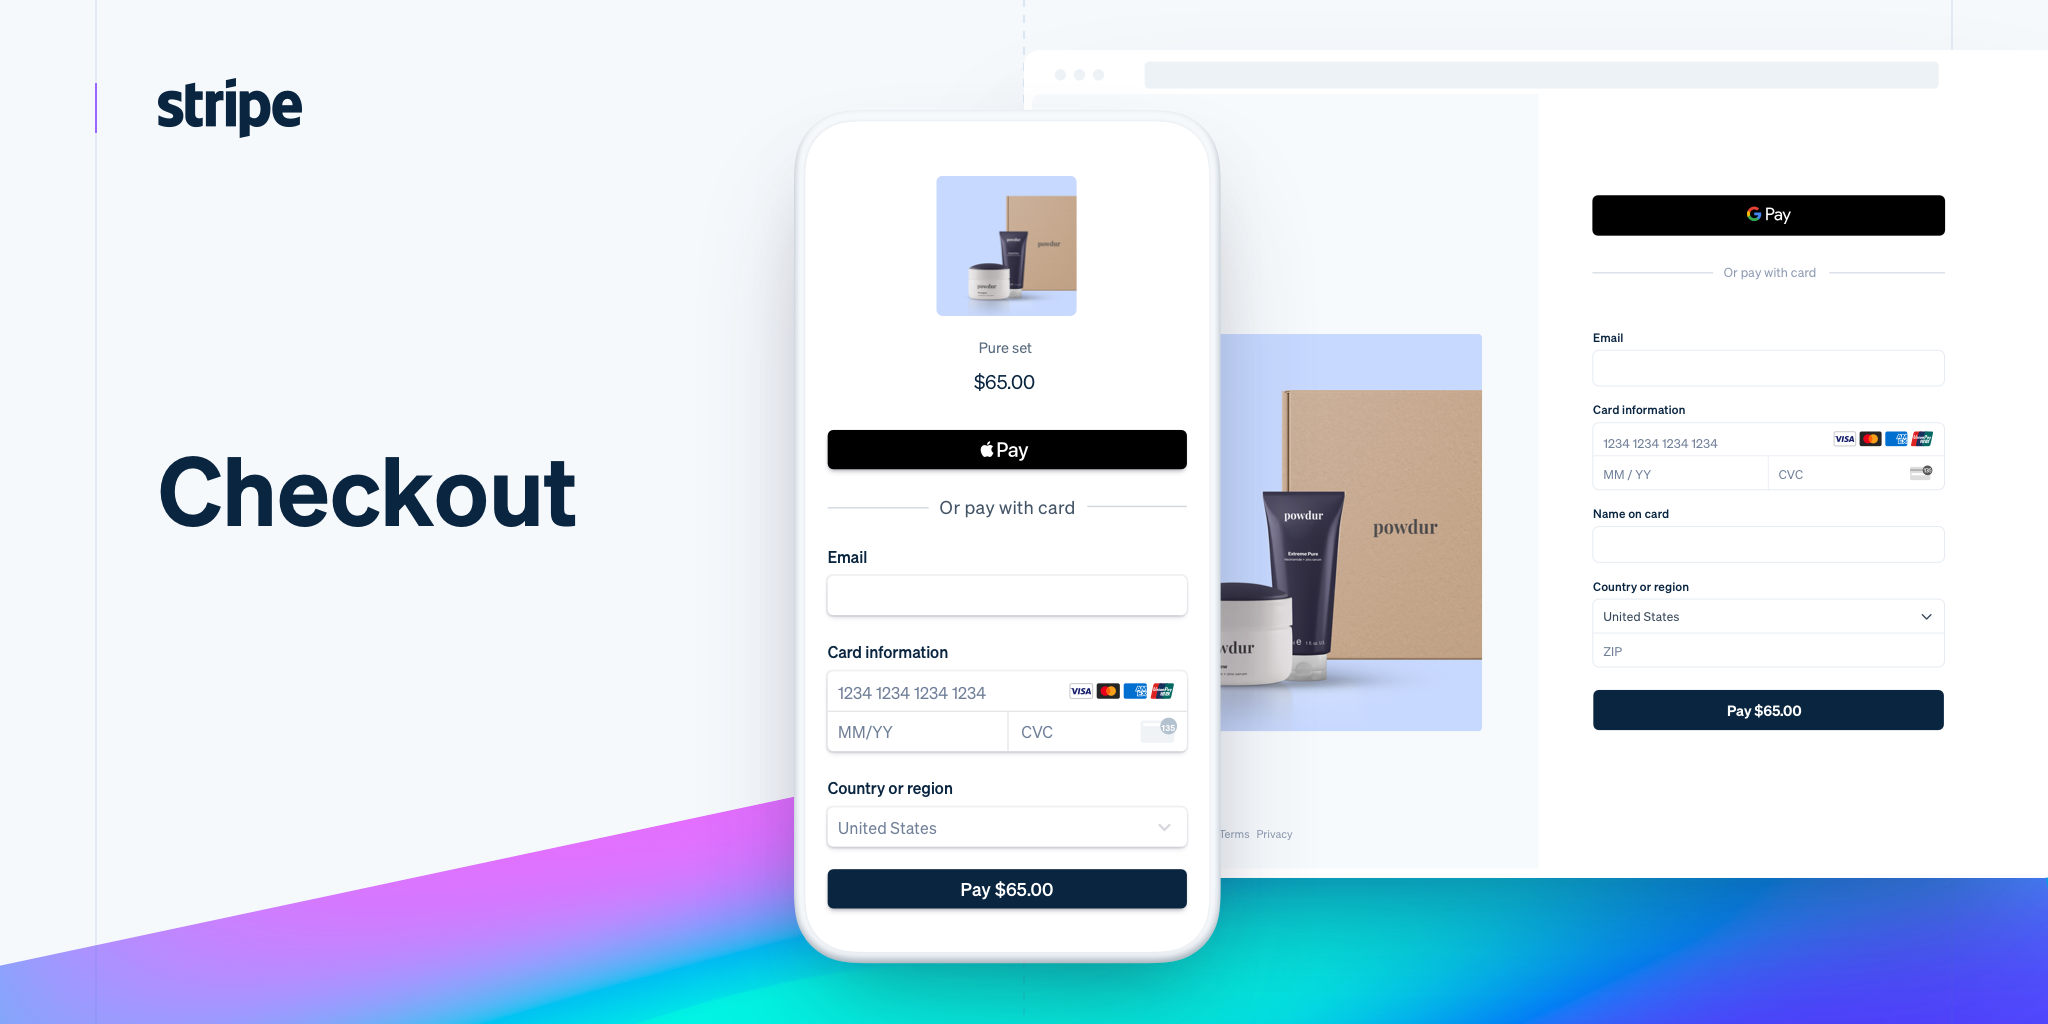 stripe
Checkout
powdur
powdur
powdur
Pure set
$65.00
Pay
Or pay with card
Email
Card information
1234 1234 1234 1234
VISA
MM/YY
CVC
135
Country or region
United States
Pay $65.00
powdur
Extreme Pure
powdur
wdur
Terms Privacy
G Pay
Or pay with card
Email
Card information
1234 1234 1234 1234
VISA
MM / YY
CVC
Name on card
Country or region
United States
ZIP
Pay $65.00